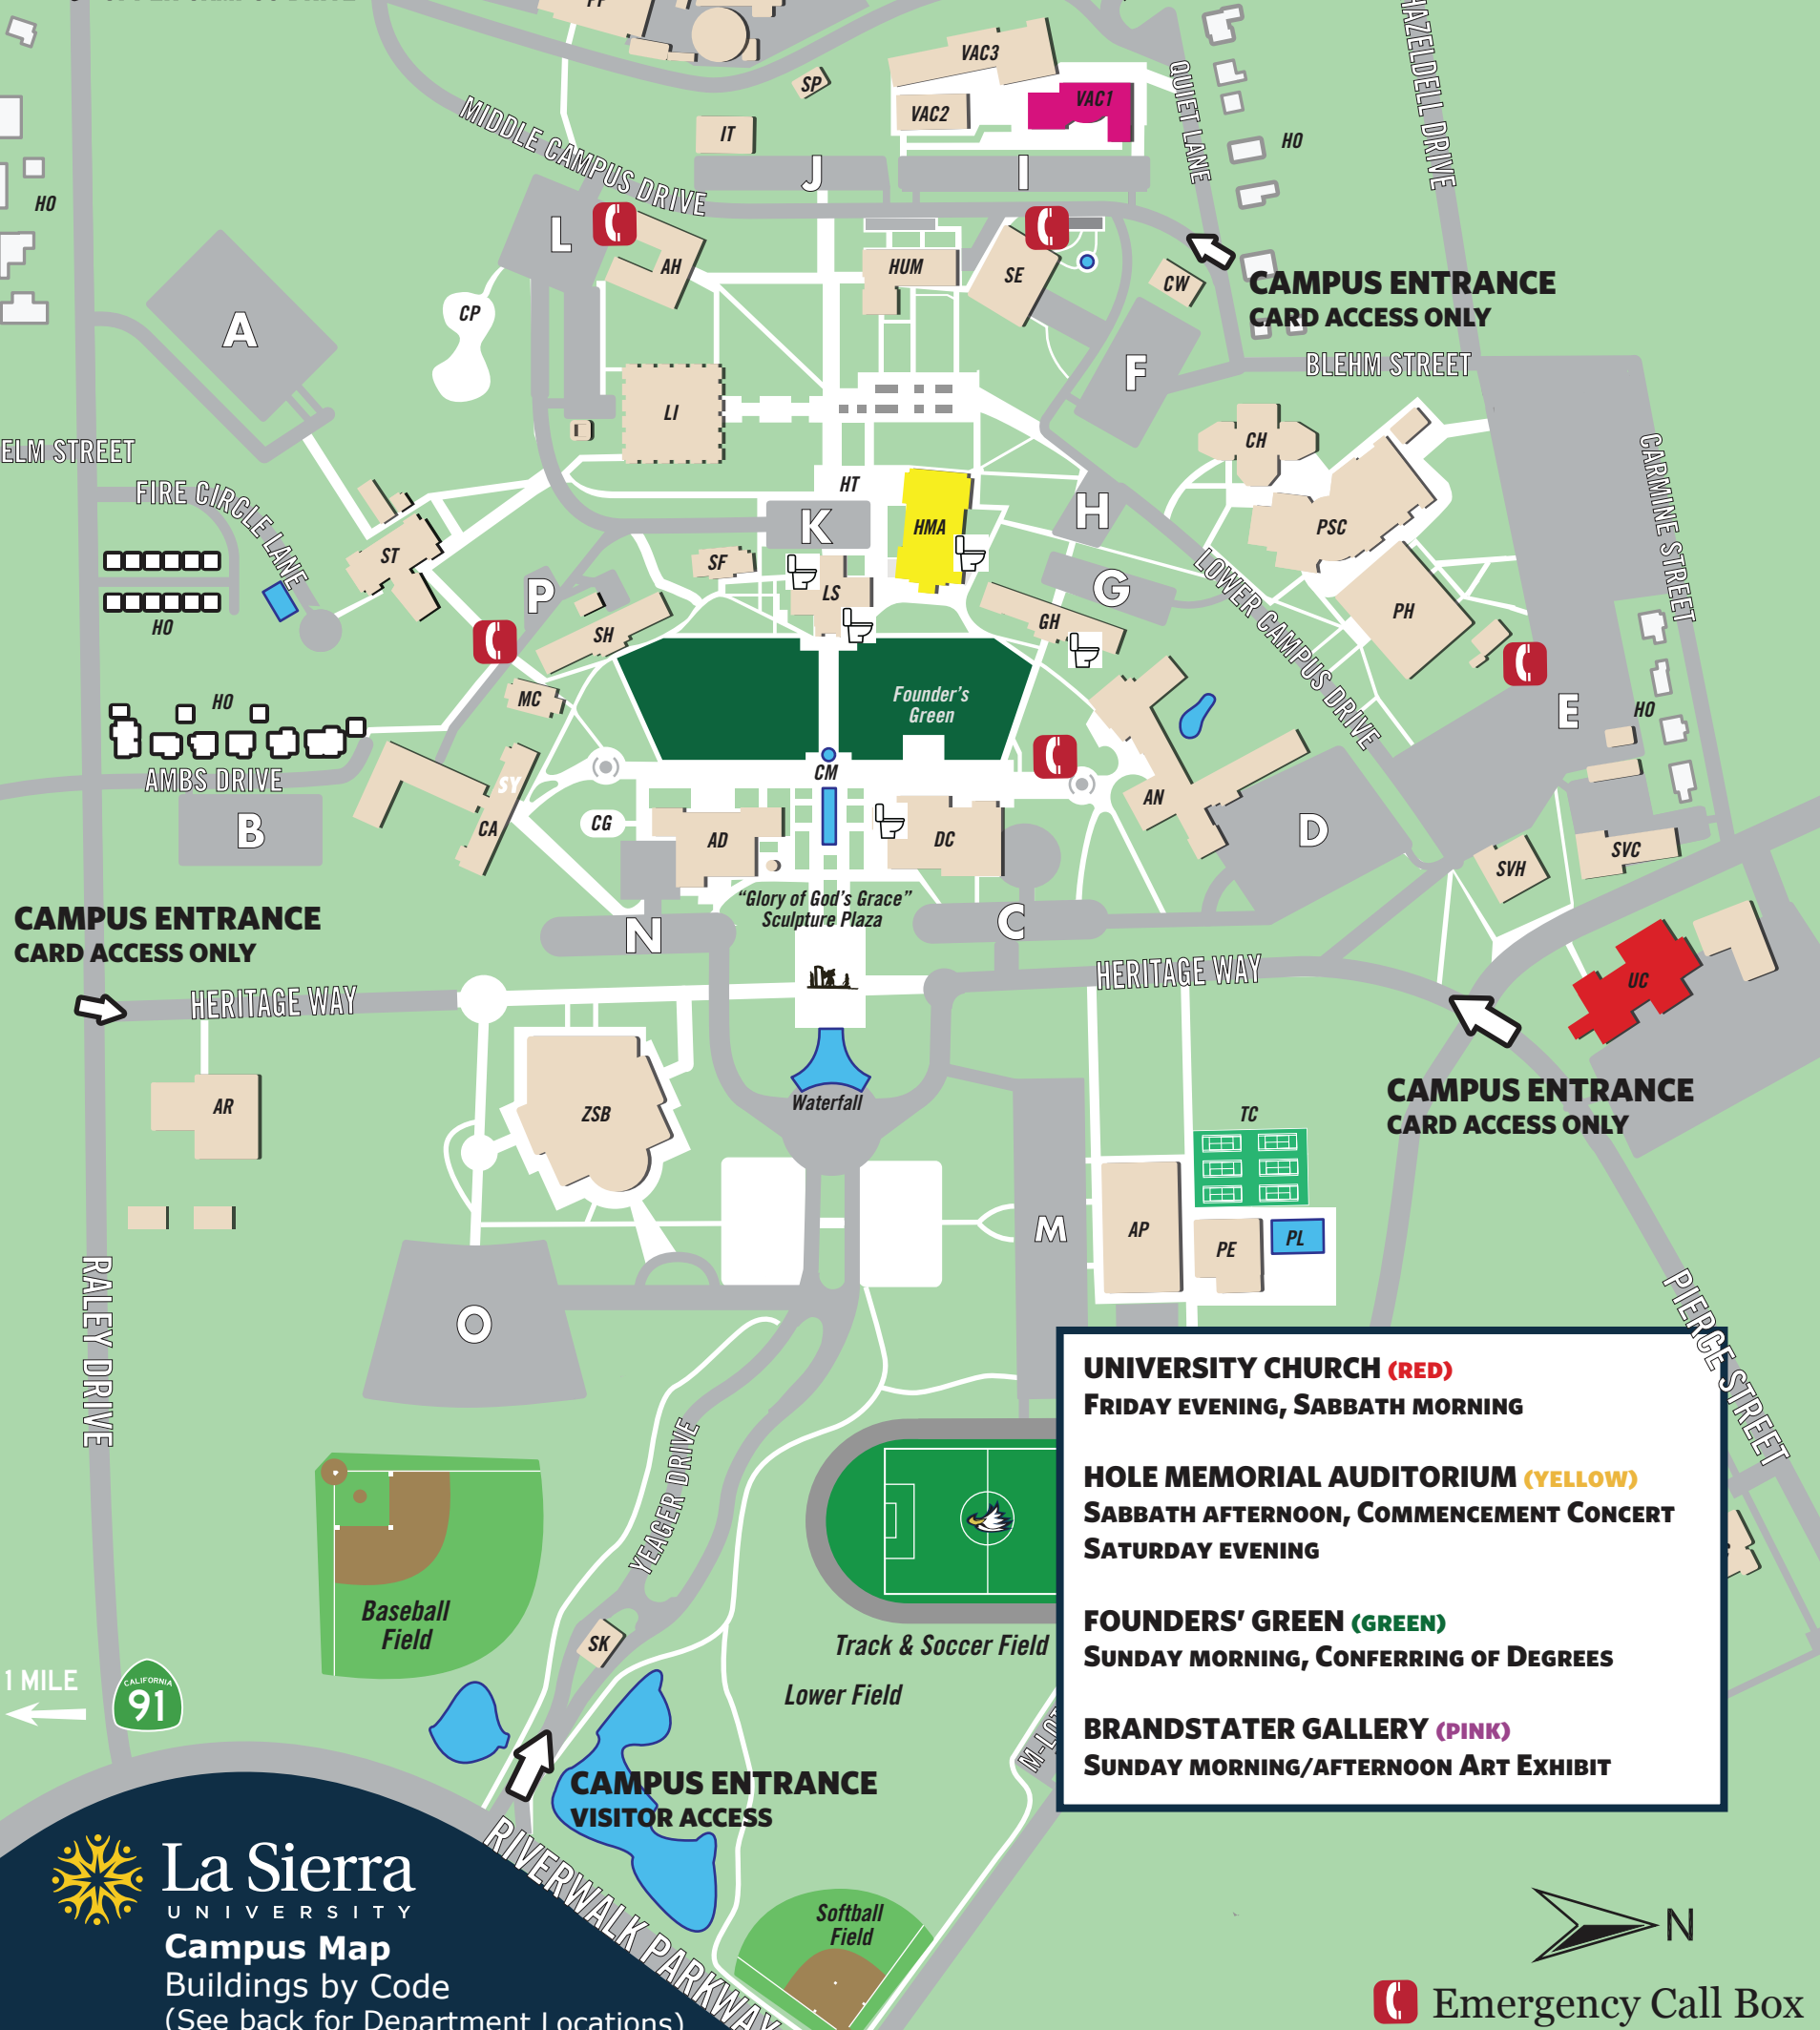 MIDDLE CAMPUS DRIVE
SP
VAC3
VAC2
VAC1
IT
J
I
QUIET LANE
HAZELDELL DRIVE
HO
HO
L
AH
HUM
SE
CW
CAMPUS ENTRANCE
CARD ACCESS ONLY
A
CP
F
BLEHM STREET
LI
CH
ELM STREET
FIRE CIRCLE LANE
HT
K
HMA
H
PSC
CARMINE STREET
ST
SF
LS
P
G
LOWER CAMPUS DRIVE
PH
HO
SH
GH
MC
HO
Founder's
Green
E
HO
AMBS DRIVE
SY
CA
CM
B
CG
AD
DC
AN
D
SVH
SVC
"Glory of God's Grace"
Sculpture Plaza
CAMPUS ENTRANCE
CARD ACCESS ONLY
N
C
HERITAGE WAY
HERITAGE WAY
UC
Waterfall
CAMPUS ENTRANCE
CARD ACCESS ONLY
AR
ZSB
TC
M
AP
PE
PL
RALEY DRIVE
O
PIERCE STREET
UNIVERSITY CHURCH (RED)
FRIDAY EVENING, SABBATH MORNING
HOLE MEMORIAL AUDITORIUM (YELLOW)
SABBATH AFTERNOON, COMMENCEMENT CONCERT
SATURDAY EVENING
FOUNDERS' GREEN (GREEN)
SUNDAY MORNING, CONFERRING OF DEGREES
BRANDSTATER GALLERY (PINK)
SUNDAY MORNING/AFTERNOON ART EXHIBIT
YEAGER DRIVE
Baseball
Field
SK
Track & Soccer Field
Lower Field
1 MILE
CALIFORNIA
91
M-LOT
CAMPUS ENTRANCE
VISITOR ACCESS
RIVERWALK PARKWAY
Softball
Field
La Sierra
UNIVERSITY
Campus Map
Buildings by Code
(See back for Department Locations)
N
Emergency Call Box